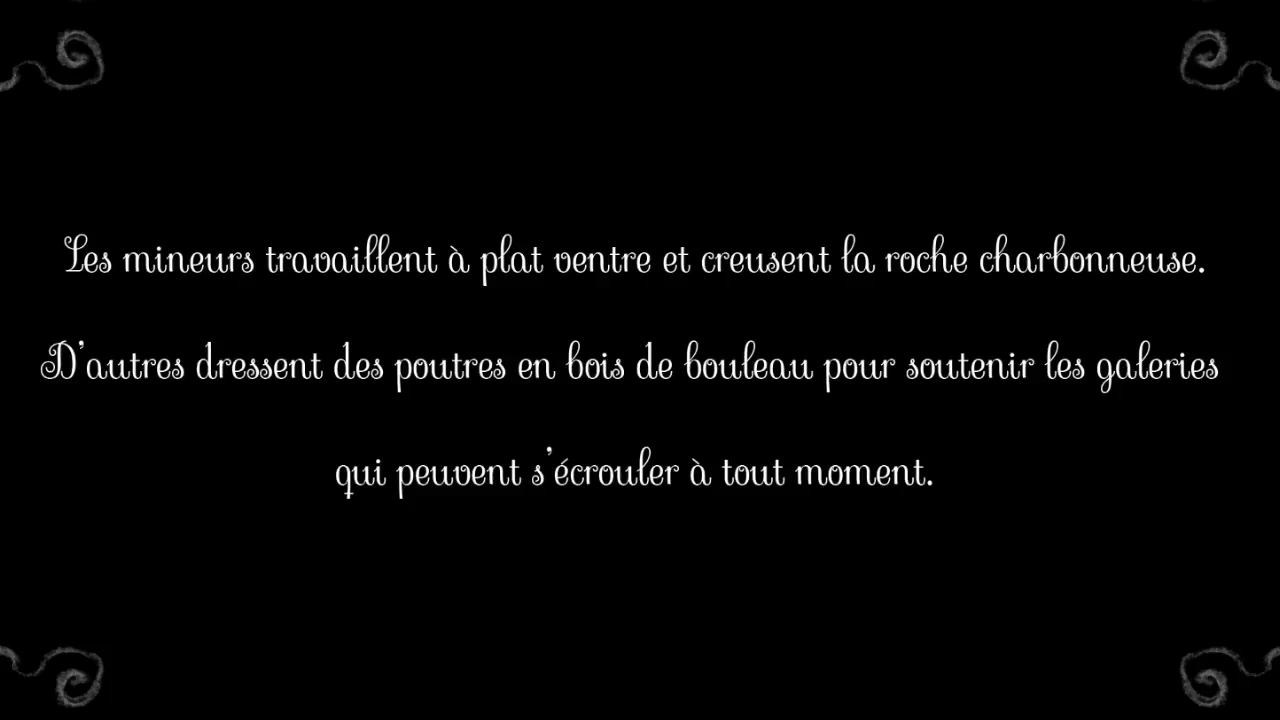 Les mineurs travaillent à plat ventre et creusent la roche charbonneuse.
D'autres dressent des poutres en bois de bouleau pour soutenir les galeries
qui peuvent s'écrouler à tout moment.